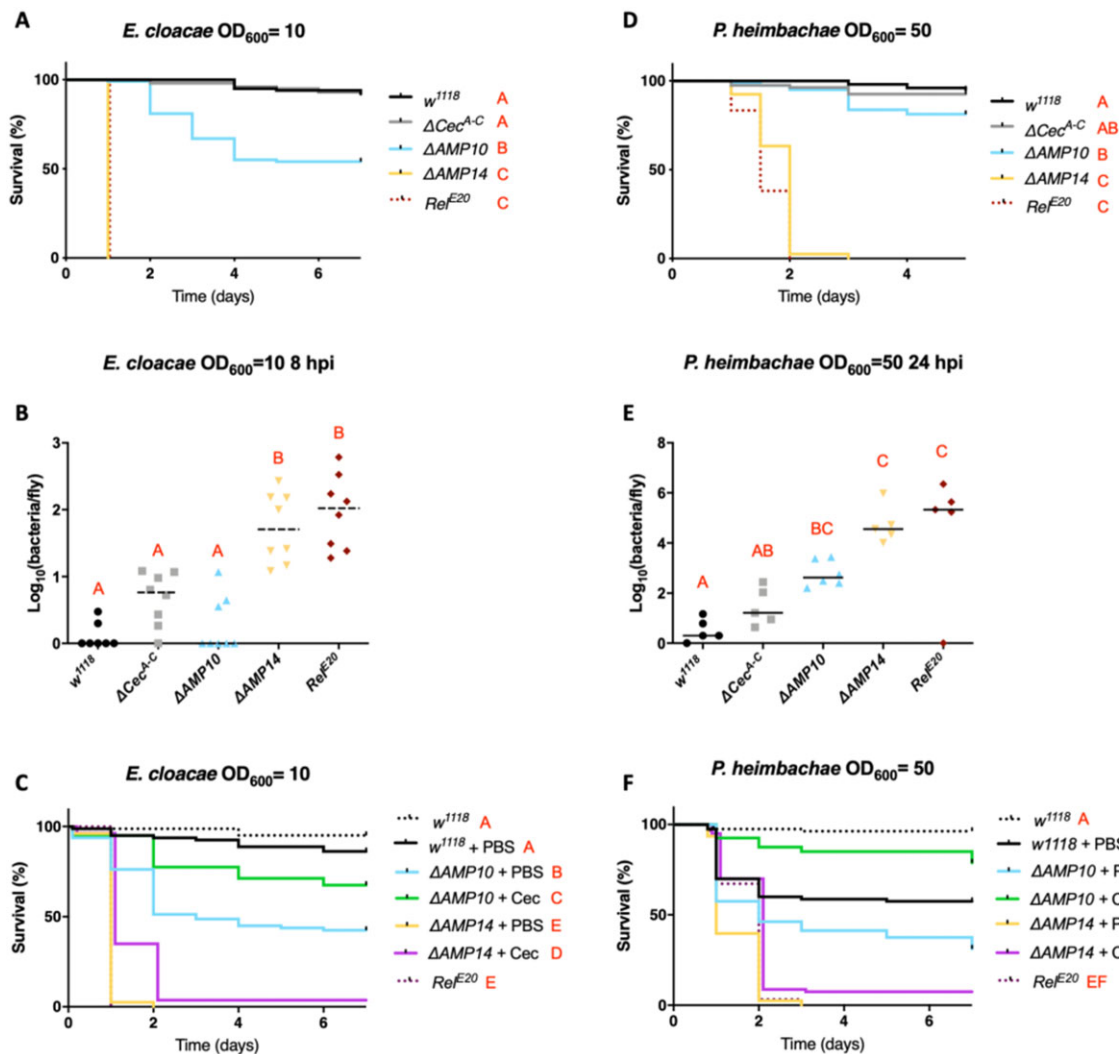 A
E. cloacae OD600= 10
Survival (%)
100
50
0
0 2 4 6
Time (days)
w1118 A
ΔCecA-C A
ΔAMP10 B
ΔAMP14 C
RelE20 C
D
P. heimbachae OD600= 50
Survival (%)
100
50
0
0 2 4
Time (days)
w1118 A
ΔCecA-C AB
ΔAMP10 B
ΔAMP14 C
RelE20 C
B
E. cloacae OD600=10 8 hpi
Log10(bacteria/fly)
3
2
1
0
A A A B B
w1118 ΔCecA-C ΔAMP10 ΔAMP14 RelE20
E
P. heimbachae OD600=50 24 hpi
Log10(bacteria/fly)
8
6
4
2
0
A AB BC C C
w1118 ΔCecA-C ΔAMP10 ΔAMP14 RelE20
C
E. cloacae OD600= 10
Survival (%)
100
50
0
0 2 4 6
Time (days)
w1118 A
w1118 + PBS A
ΔAMP10 + PBS B
ΔAMP10 + Cec C
ΔAMP14 + PBS E
ΔAMP14 + Cec D
RelE20 E
F
P. heimbachae OD600= 50
Survival (%)
100
50
0
0 2 4 6
Time (days)
w1118 A
w1118 + PBS
ΔAMP10 + P
ΔAMP10 + C
ΔAMP14 + P
ΔAMP14 + C
RelE20 EF